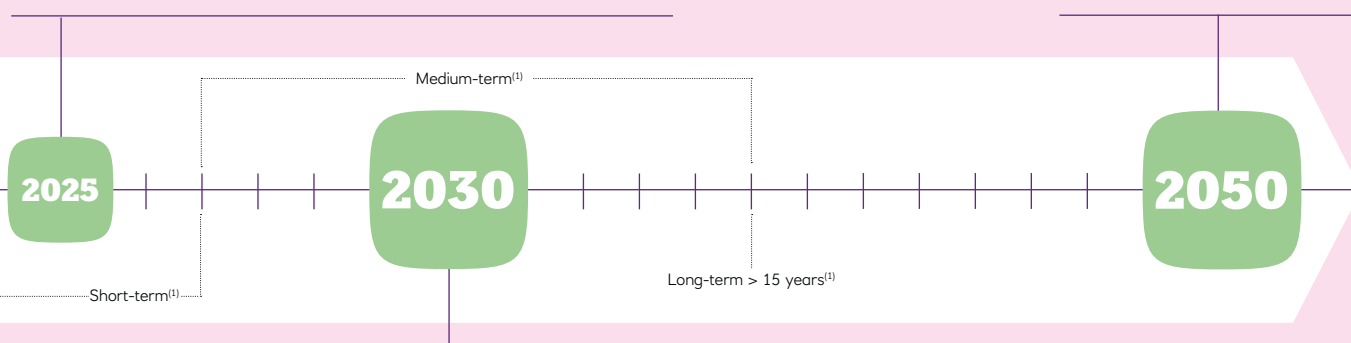 Medium-term(1)
2025
2030
2050
Long-term > 15 years(1)
Short-term(1)